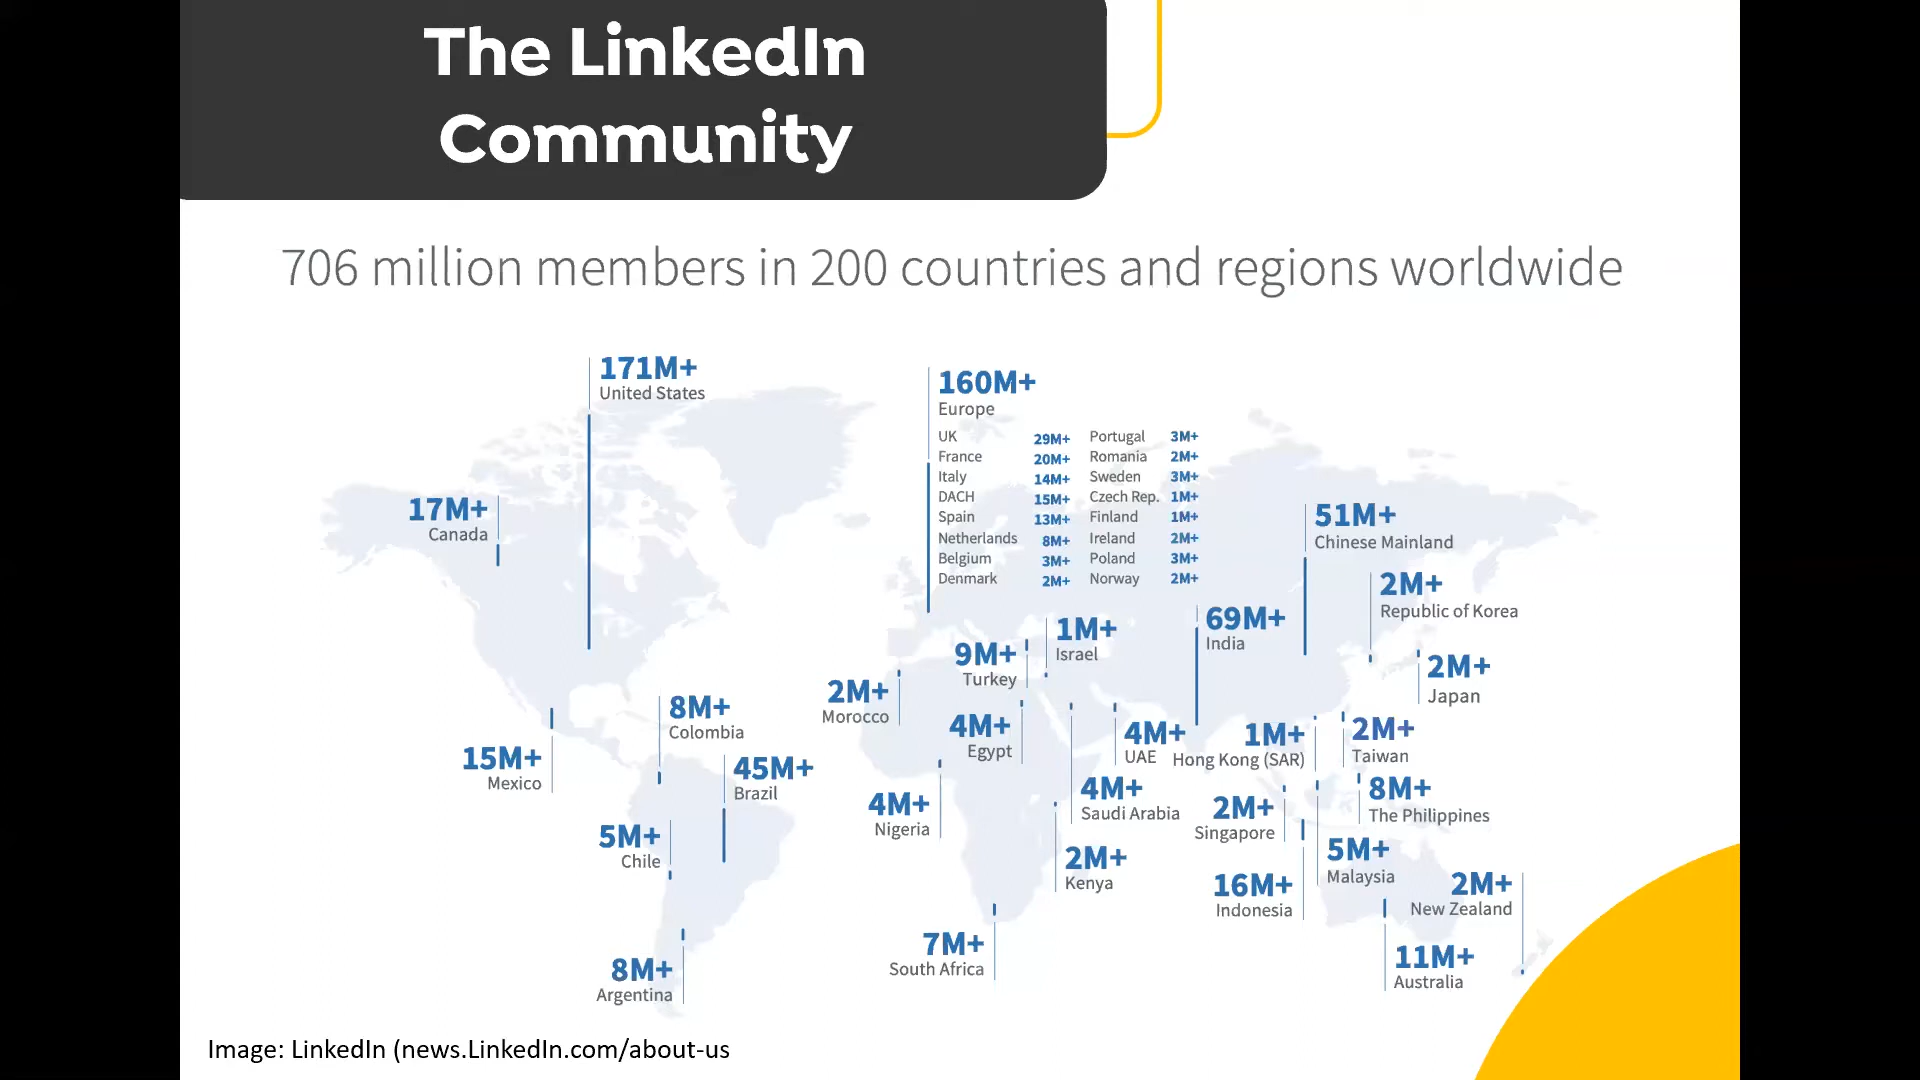 The LinkedIn
Community
706 million members in 200 countries and regions worldwide
171M+
United States
160M+
Europe
UK 29M+ Portugal 3M+
France 20M+ Romania 2M+
Italy 14M+ Sweden 3M+
DACH 15M+ Czech Rep. 1M+
Spain 13M+ Finland 1M+
Netherlands 8M+ Ireland 2M+
Belgium 3M+ Poland 3M+
Denmark 2M+ Norway 2M+
17M+
Canada
51M+
Chinese Mainland
2M+
Republic of Korea
69M+
India
1M+
Israel
9M+
Turkey
2M+
Japan
2M+
Morocco
8M+
Colombia
4M+
Egypt
4M+
UAE
1M+
Hong Kong (SAR)
2M+
Taiwan
15M+
Mexico
45M+
Brazil
4M+
Nigeria
4M+
Saudi Arabia
2M+
Singapore
8M+
The Philippines
5M+
Chile
2M+
Kenya
5M+
Malaysia
16M+
Indonesia
2M+
New Zealand
7M+
South Africa
11M+
Australia
8M+
Argentina
Image: LinkedIn (news.LinkedIn.com/about-us